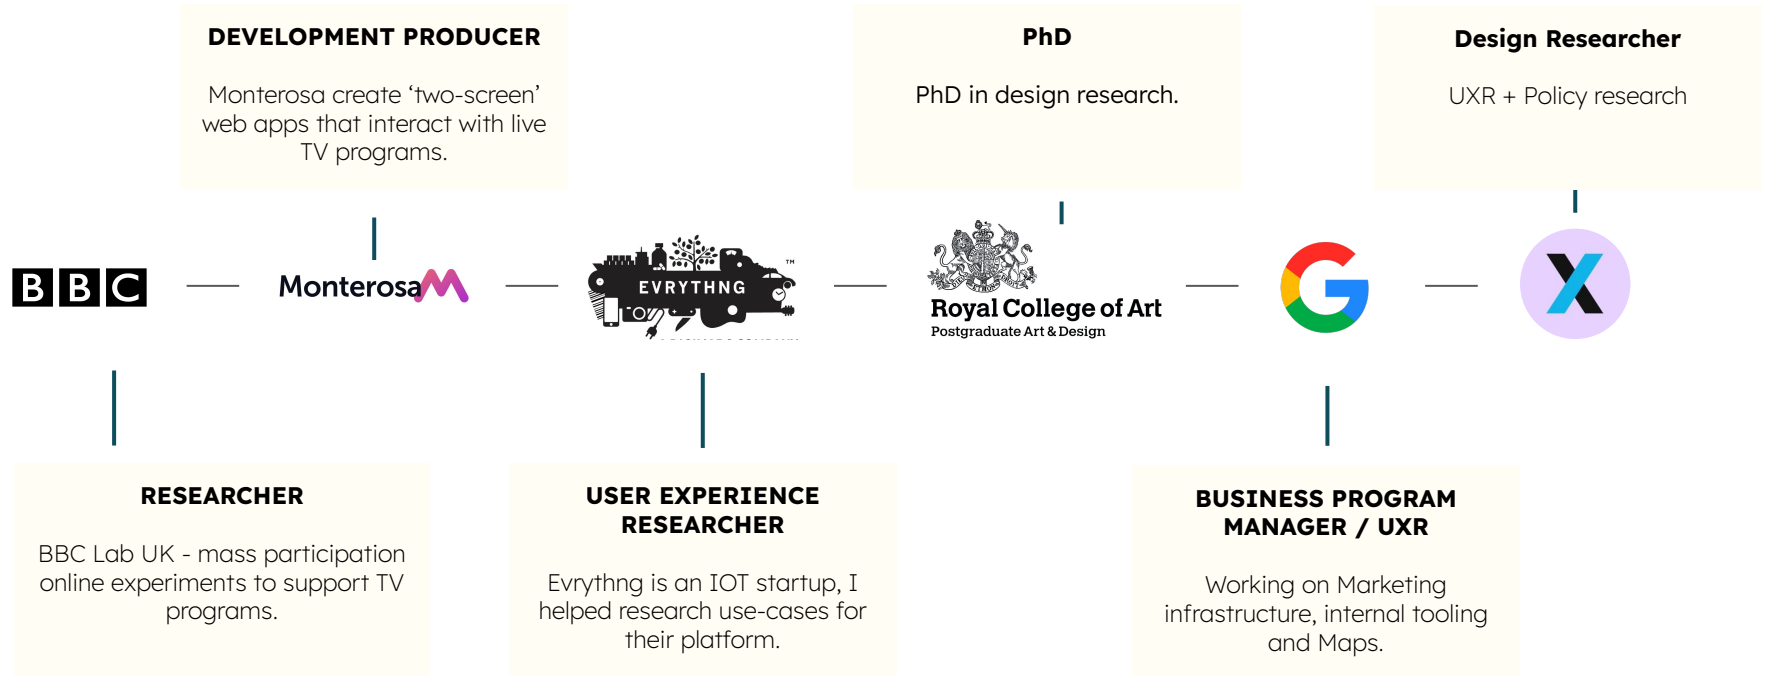 DEVELOPMENT PRODUCER
Monterosa create ‘two-screen’
web apps that interact with live
TV programs.
PhD
PhD in design research.
Design Researcher
UXR + Policy research
BBC
Monterosa
EVRYTHNG
TM
Royal College of Art
Postgraduate Art & Design
RESEARCHER
BBC Lab UK - mass participation
online experiments to support TV
programs.
USER EXPERIENCE
RESEARCHER
Evrythng is an IOT startup, I
helped research use-cases for
their platform.
BUSINESS PROGRAM
MANAGER / UXR
Working on Marketing
infrastructure, internal tooling
and Maps.